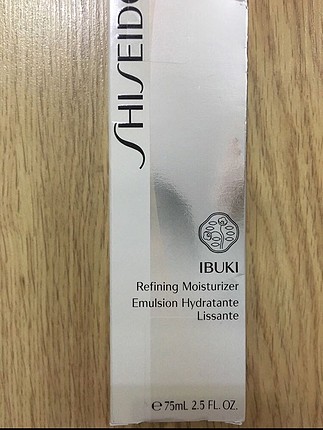 SHISEIDO
IBUKI
Refining Moisturizer
Emulsion Hydratante
Lissante
℮ 75mL 2.5 FL. OZ.